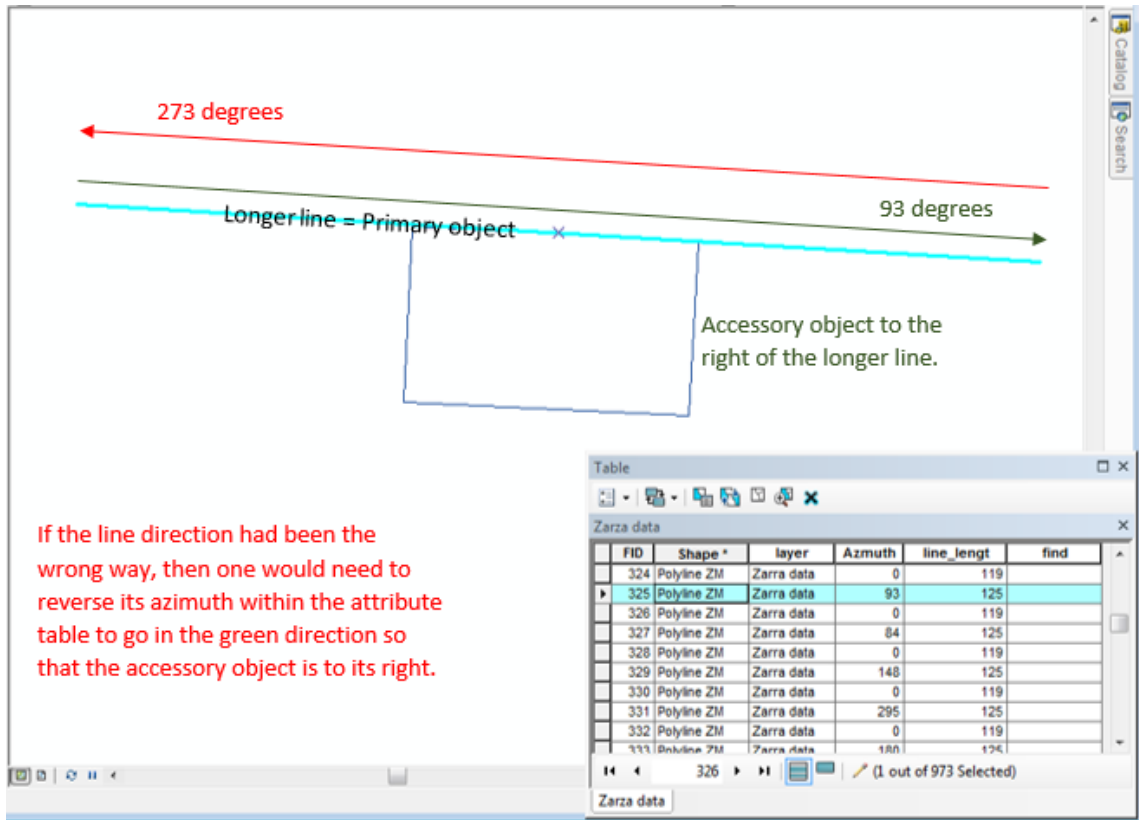 Catalog
Search
273 degrees
93 degrees
Longer line = Primary object
Accessory object to the
right of the longer line.
If the line direction had been the
wrong way, then one would need to
reverse its azimuth within the attribute
table to go in the green direction so
that the accessory object is to its right.
Table
Zarza data
FID Shape * layer Azmuth line_lengt find
324 Polyline ZM Zarra data 0 119
325 Polyline ZM Zarra data 93 125
326 Polyline ZM Zarra data 0 119
327 Polyline ZM Zarra data 84 125
328 Polyline ZM Zarra data 0 119
329 Polyline ZM Zarra data 148 125
330 Polyline ZM Zarra data 0 119
331 Polyline ZM Zarra data 295 125
332 Polyline ZM Zarra data 0 119
333 Polyline ZM Zarra data 180 125
326 (1 out of 973 Selected)
Zarza data